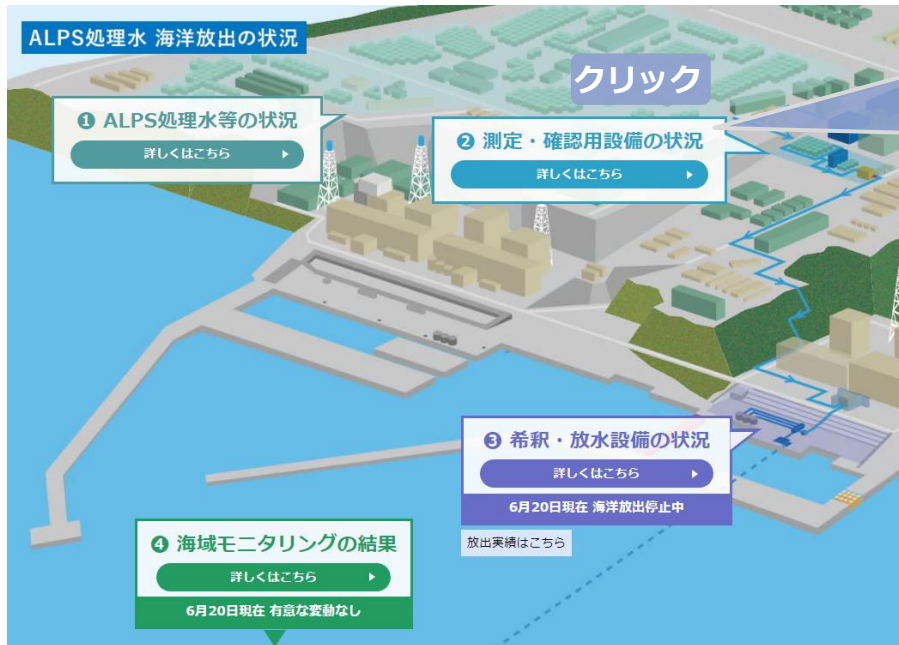 ALPS処理水 海洋放出の状況
クリック
❶ ALPS処理水等の状況
詳しくはこちら
❷ 測定・確認用設備の状況
詳しくはこちら
❸ 希釈・放水設備の状況
詳しくはこちら
6月20日現在 海洋放出停止中
放出実績はこちら
❹ 海域モニタリングの結果
詳しくはこちら
6月20日現在 有意な変動なし